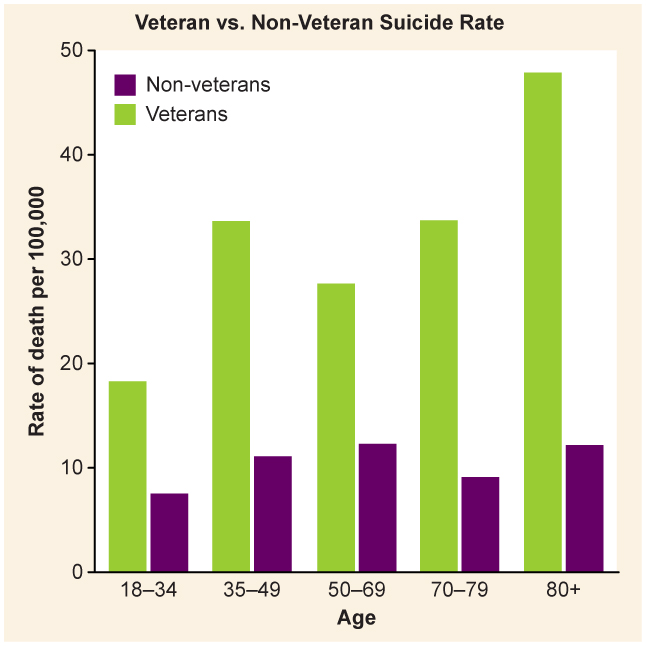 Veteran vs. Non-Veteran Suicide Rate
50
Non-veterans
Veterans
40
30
20
10
0
Rate of death per 100,000
18–34 35–49 50–69 70–79 80+
Age